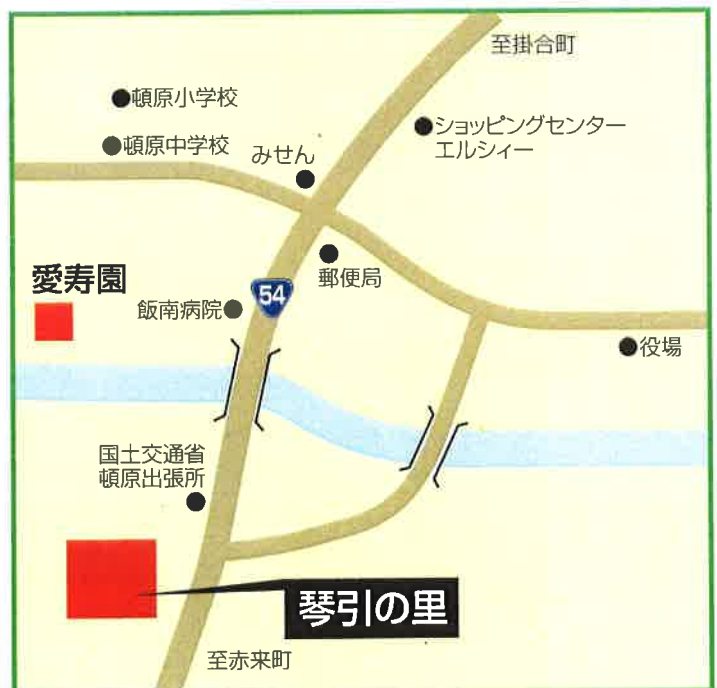 至掛合町
頓原小学校
ショッピングセンター
エルシィー
頓原中学校
みせん
郵便局
愛寿園
54
飯南病院
役場
国土交通省
頓原出張所
琴引の里
至赤来町